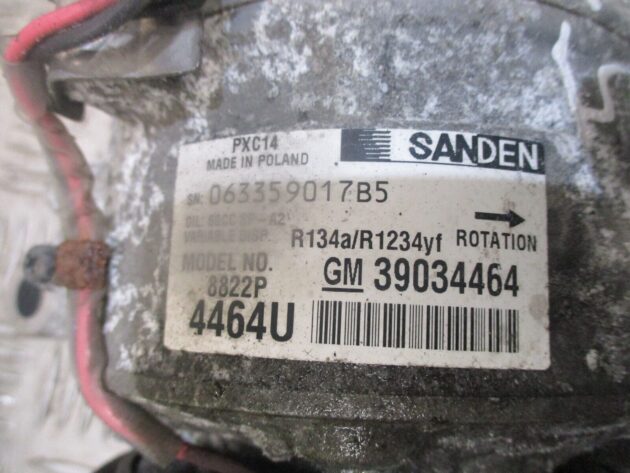 PXC14
MADE IN POLAND
SANDEN
SN: 063359017B5
R134a/R1234yf ROTATION
MODEL NO.
8822P
GM 39034464
4464U